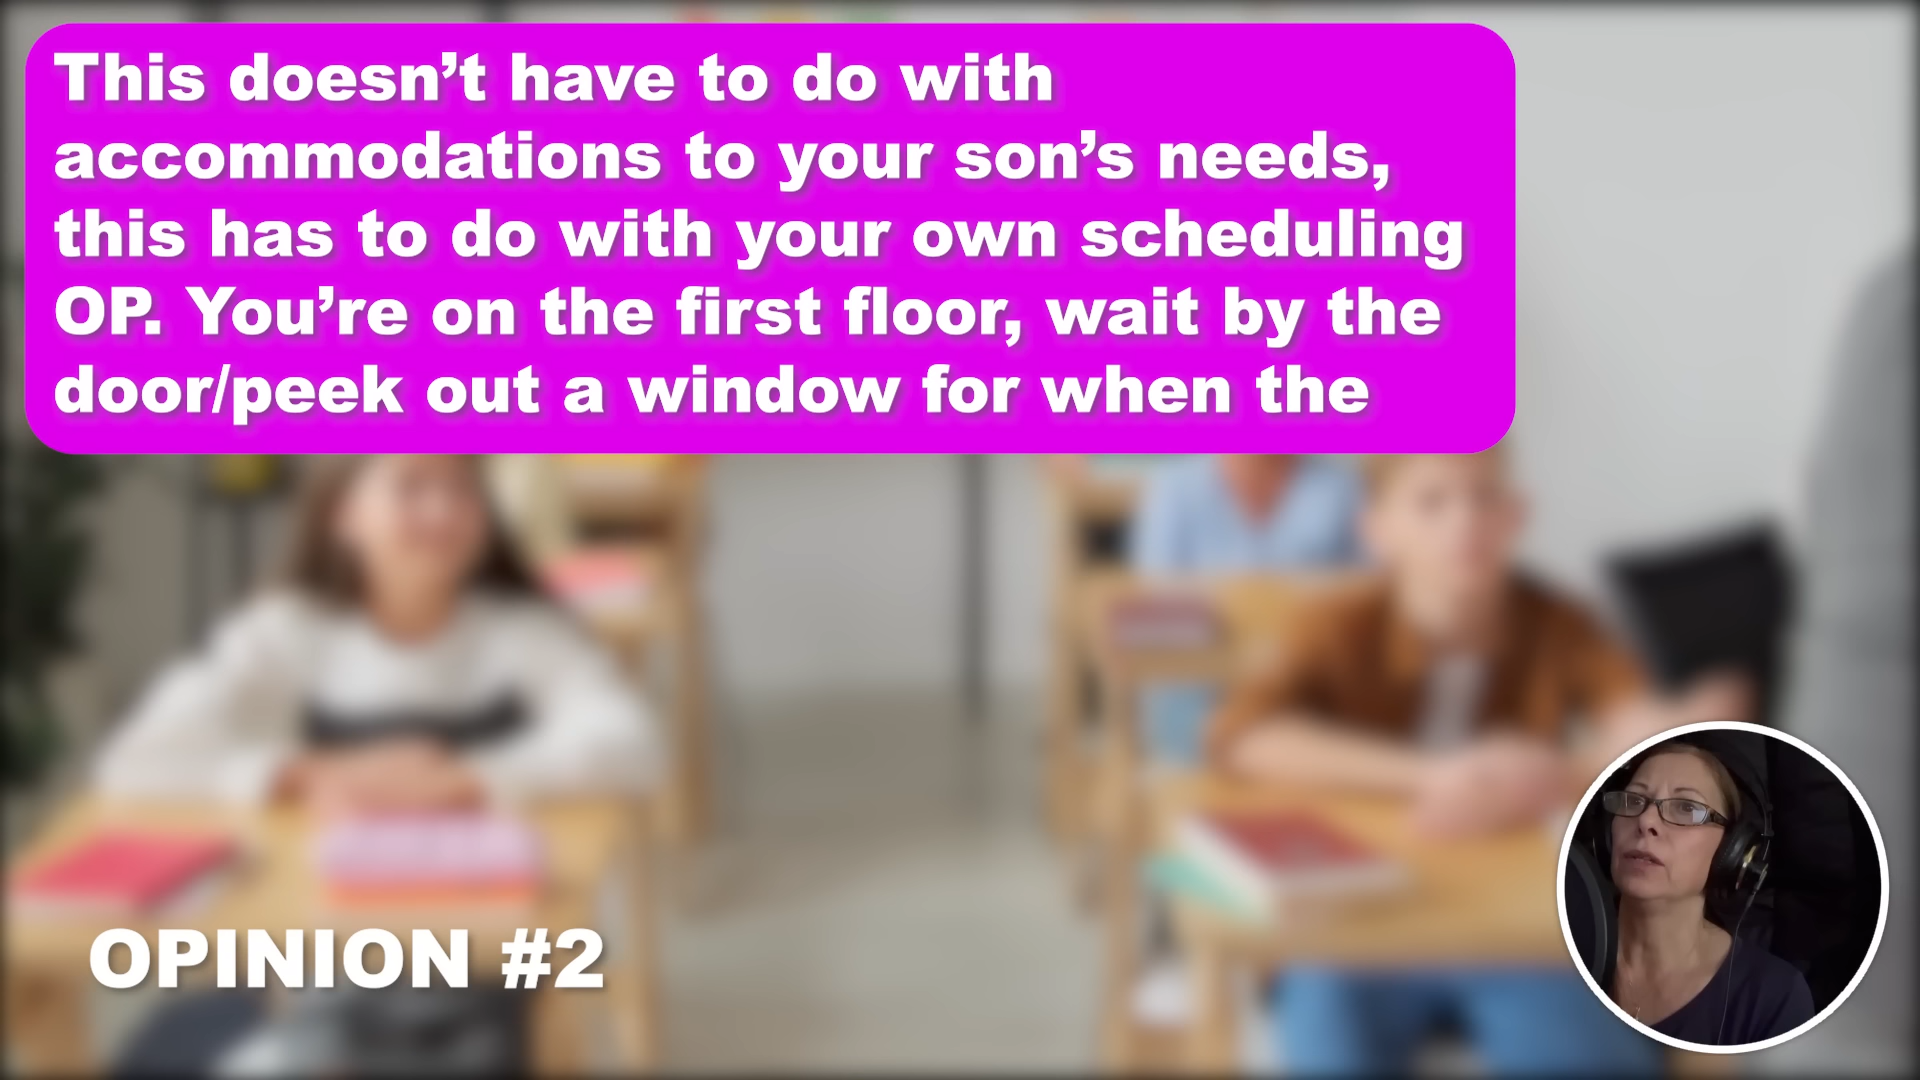 This doesn’t have to do with
accommodations to your son’s needs,
this has to do with your own scheduling
OP. You’re on the first floor, wait by the
door/peek out a window for when the
OPINION #2